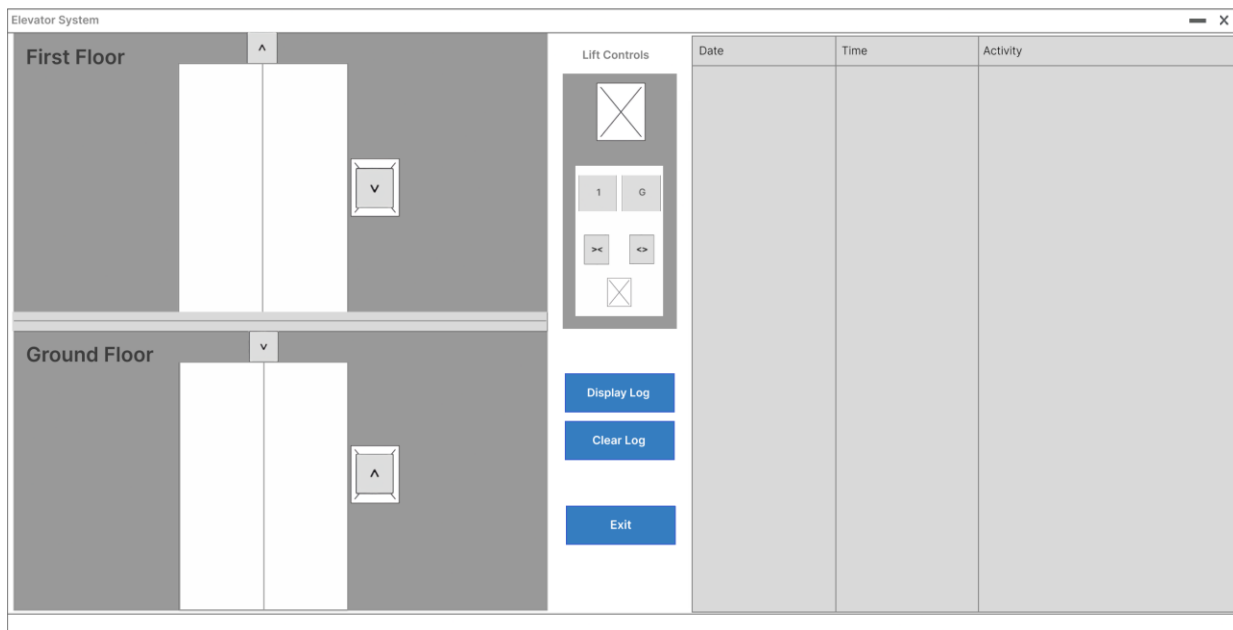 Elevator System
First Floor
^
v
Ground Floor
v
^
Lift Controls
1 G
>< <>
Display Log
Clear Log
Exit
Date Time Activity